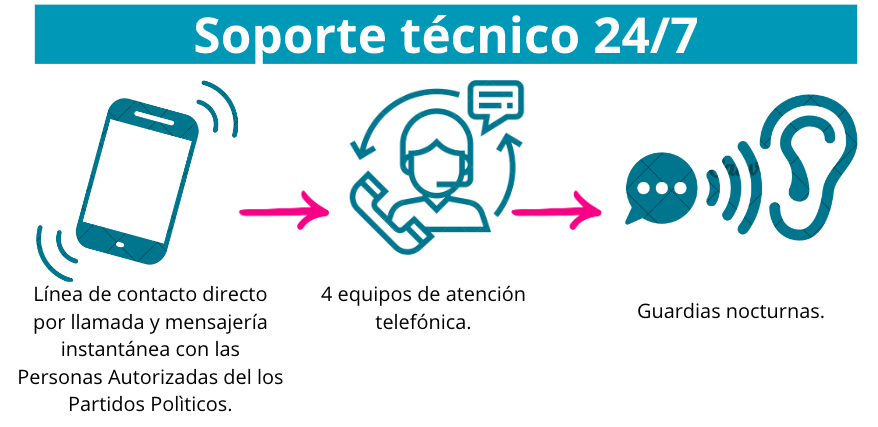 Soporte técnico 24/7
Línea de contacto directo
por llamada y mensajería
instantánea con las
Personas Autorizadas del los
Partidos Polìticos.
4 equipos de atención
telefónica.
Guardias nocturnas.